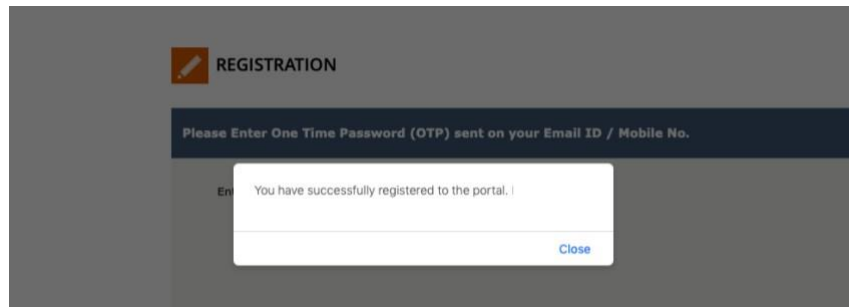 REGISTRATION
Please Enter One Time Password (OTP) sent on your Email ID / Mobile No.
You have successfully registered to the portal.
Close